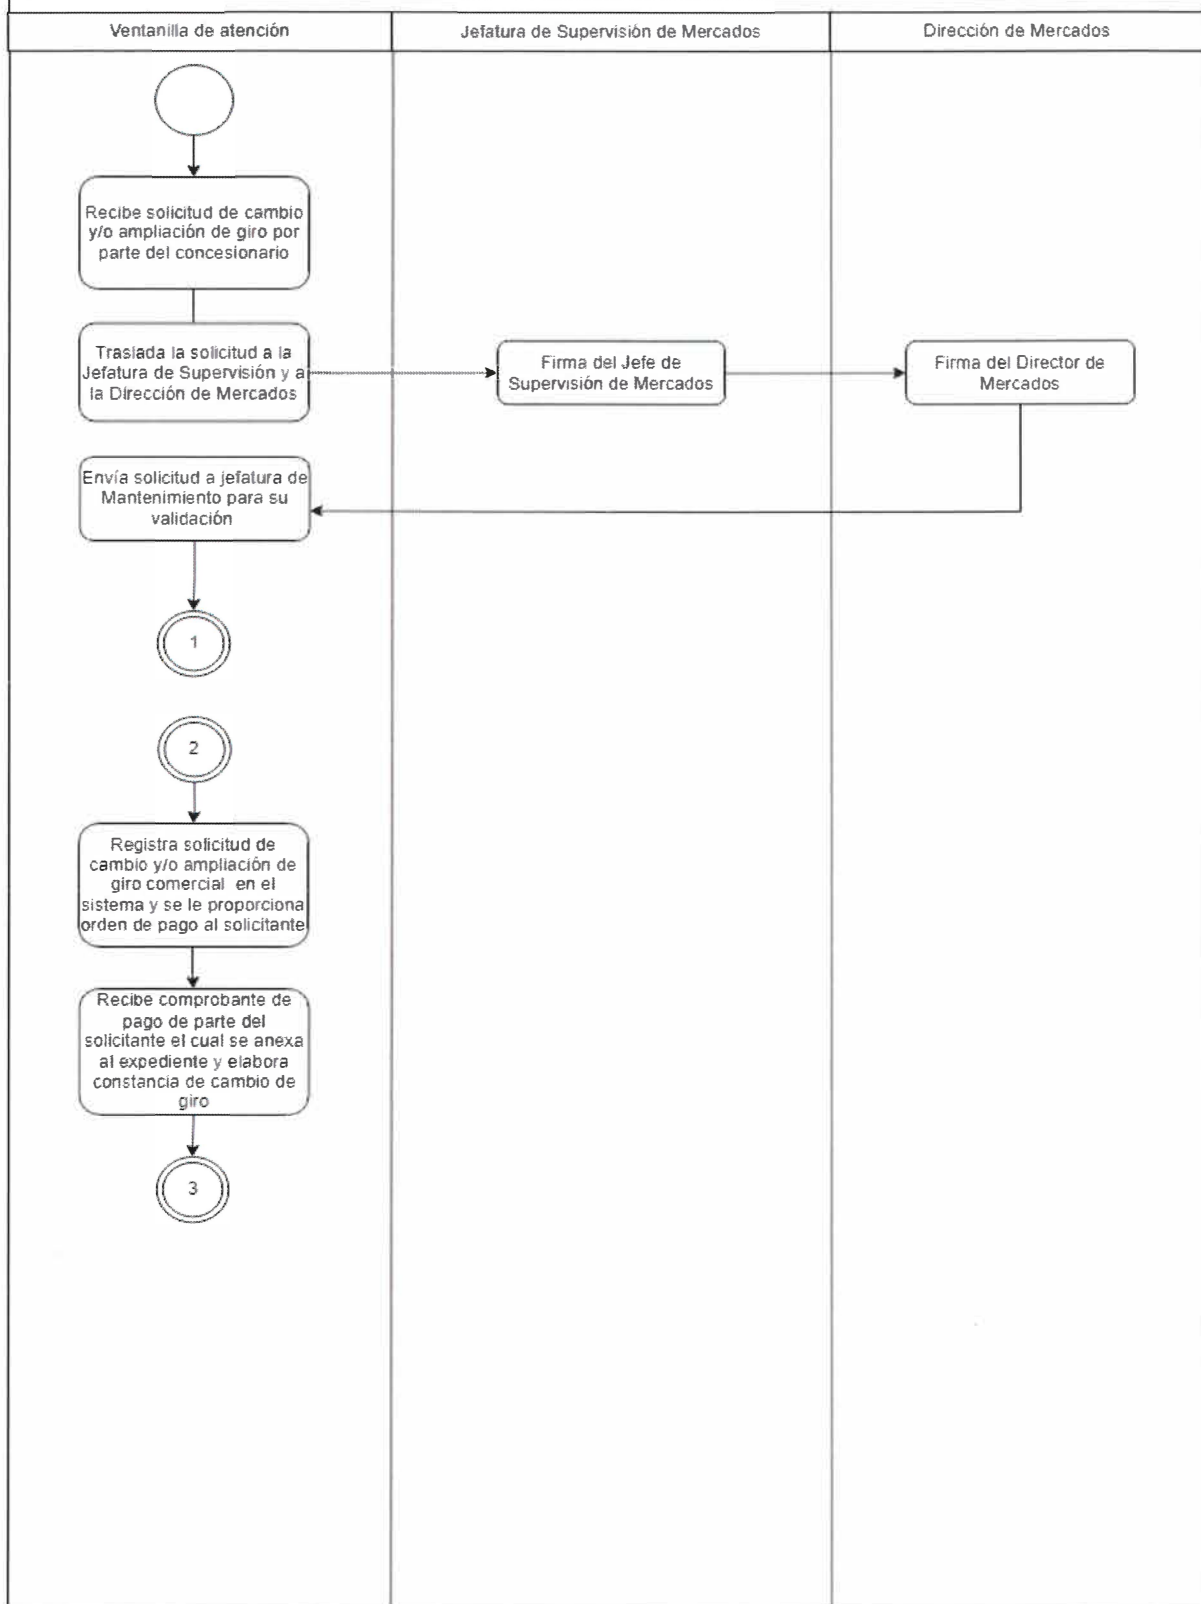 Ventanilla de atención
Jefatura de Supervisión de Mercados
Dirección de Mercados
Recibe solicitud de cambio
y/o ampliación de giro por
parte del concesionario
Traslada la solicitud a la
Jefatura de Supervisión y a
la Dirección de Mercados
Firma del Jefe de
Supervisión de Mercados
Firma del Director de
Mercados
Envía solicitud a jefatura de
Mantenimiento para su
validación
1
2
Registra solicitud de
cambio y/o ampliación de
giro comercial en el
sistema y se le proporciona
orden de pago al solicitante
Recibe comprobante de
pago de parte del
solicitante el cual se anexa
al expediente y elabora
constancia de cambio de
giro
3